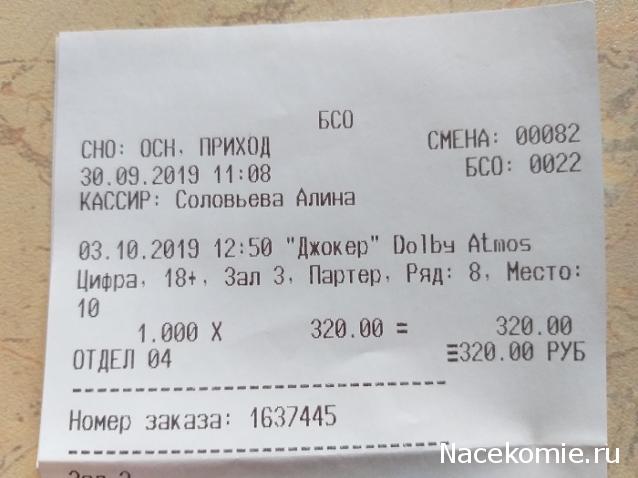 БСО
СНО: ОСН. ПРИХОД СМЕНА: 00082
30.09.2019 11:08 БСО: 0022
КАССИР: Соловьева Алина
03.10.2019 12:50 "Джокер" Dolby Atmos
Цифра, 18+, Зал 3, Партер, Ряд: 8, Место:
10
1.000 X 320.00 = 320.00
ОТДЕЛ 04 ≡320.00 РУБ
Номер заказа: 1637445
Nacekomie.ru